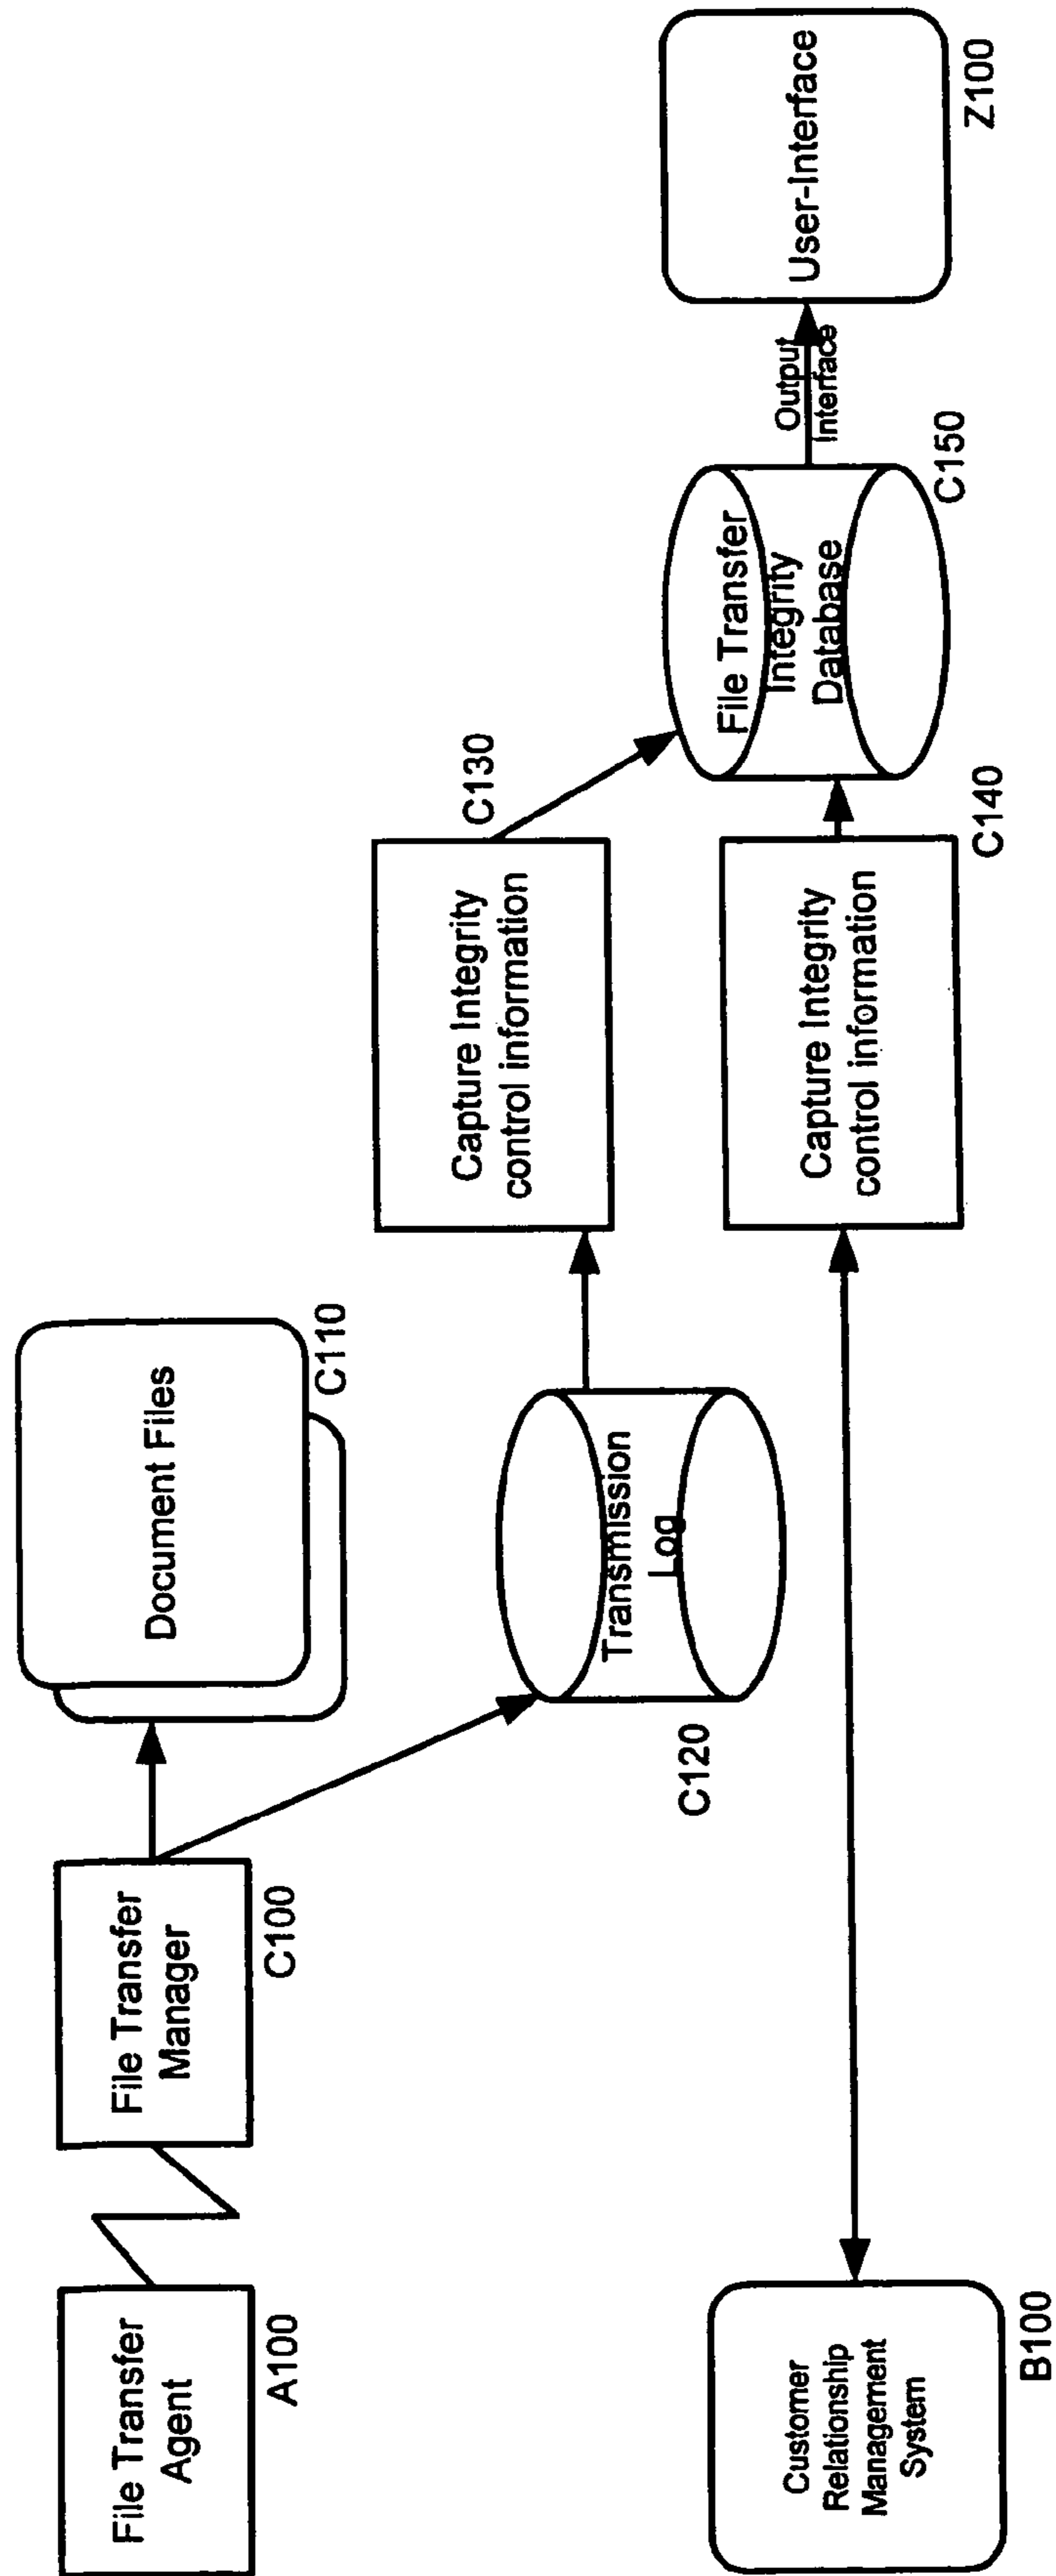 File Transfer
Agent
A100
File Transfer
Manager
C100
Document Files
C110
Transmission
Log
C120
Capture Integrity
control information
C130
Customer
Relationship
Management
System
B100
Capture Integrity
control information
C140
File Transfer
Integrity
Database
C150
Output
Interface
User-Interface
Z100